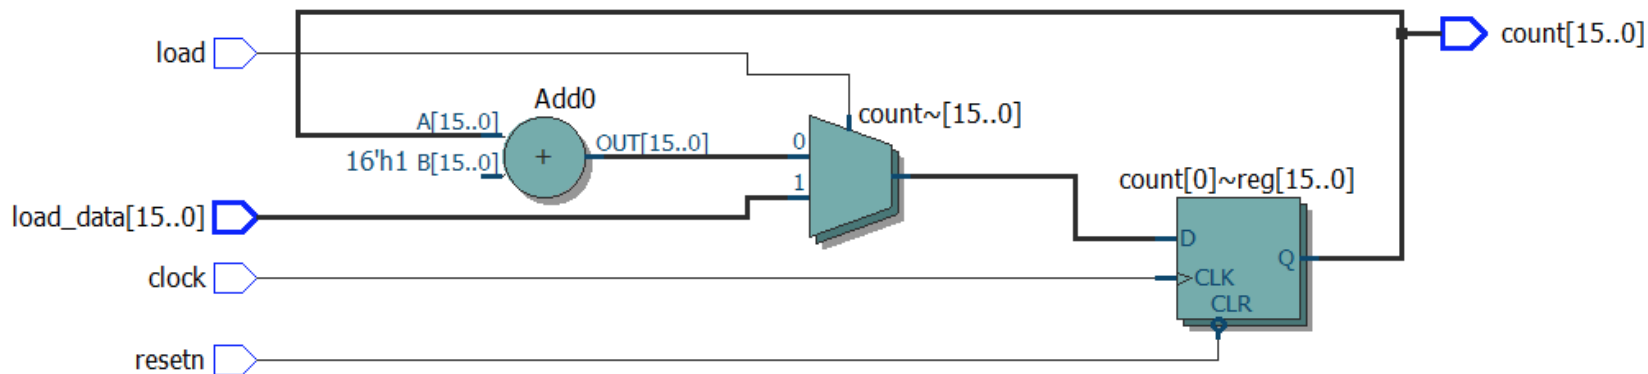 count[15..0]
load
Add0
count~[15..0]
A[15..0]
OUT[15..0]
0
+
16'h1 B[15..0]
1
count[0]~reg[15..0]
load_data[15..0]
D
Q
clock
CLK
CLR
resetn